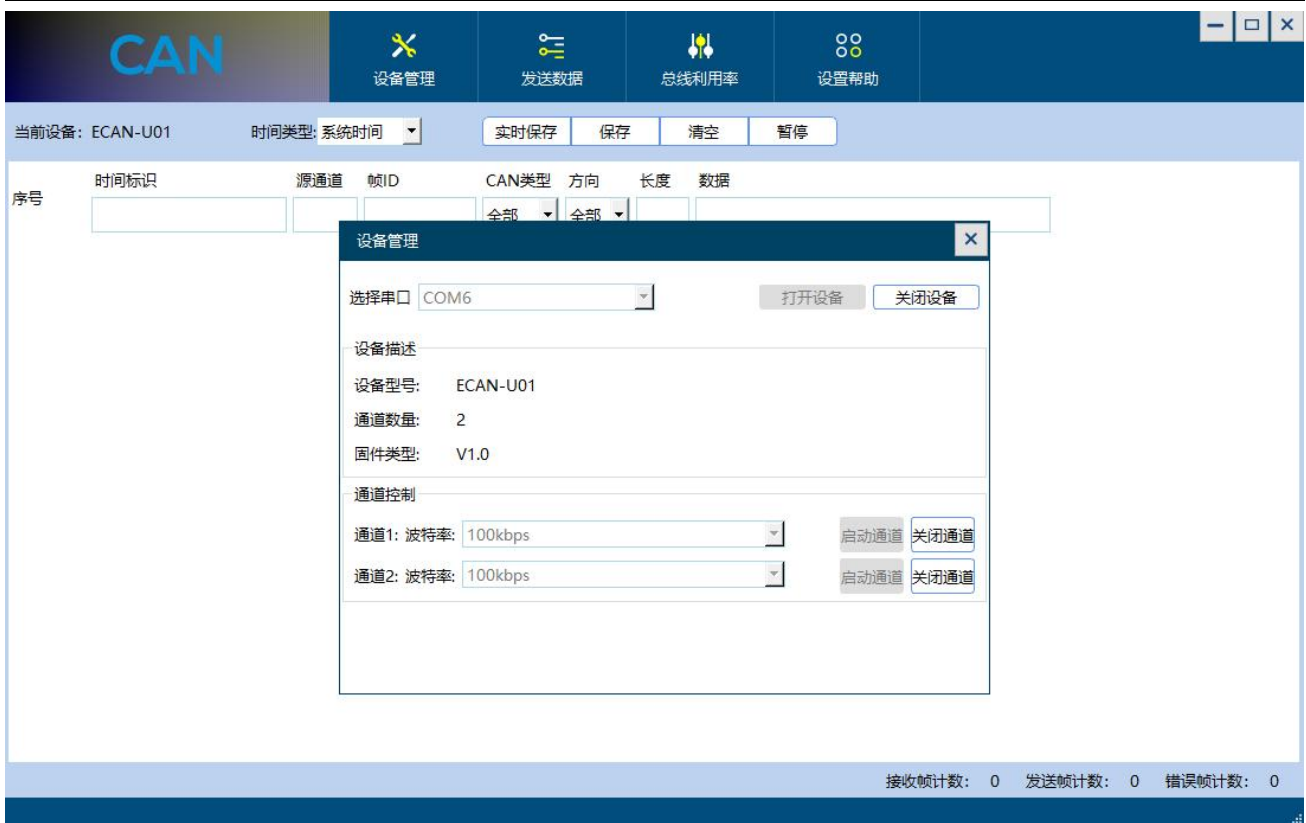 CAN
设备管理 发送数据 总线利用率 设置帮助
当前设备: ECAN-U01 时间类型: 系统时间 实时保存 保存 清空 暂停
序号 时间标识 源通道 帧ID CAN类型 方向 长度 数据
全部 全部
设备管理
选择串口 COM6 打开设备 关闭设备
设备描述
设备型号: ECAN-U01
通道数量: 2
固件类型: V1.0
通道控制
通道1: 波特率: 100kbps 启动通道 关闭通道
通道2: 波特率: 100kbps 启动通道 关闭通道
接收帧计数: 0 发送帧计数: 0 错误帧计数: 0